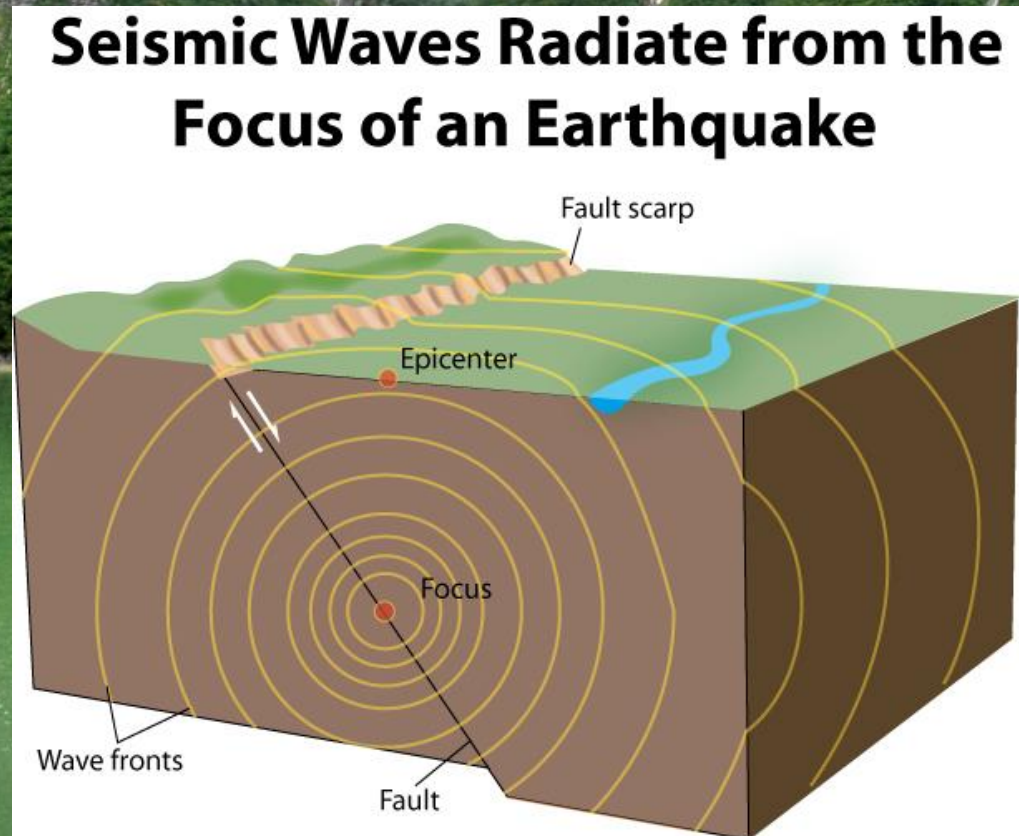 Seismic Waves Radiate from the
Focus of an Earthquake
Fault scarp
Epicenter
Focus
Wave fronts
Fault